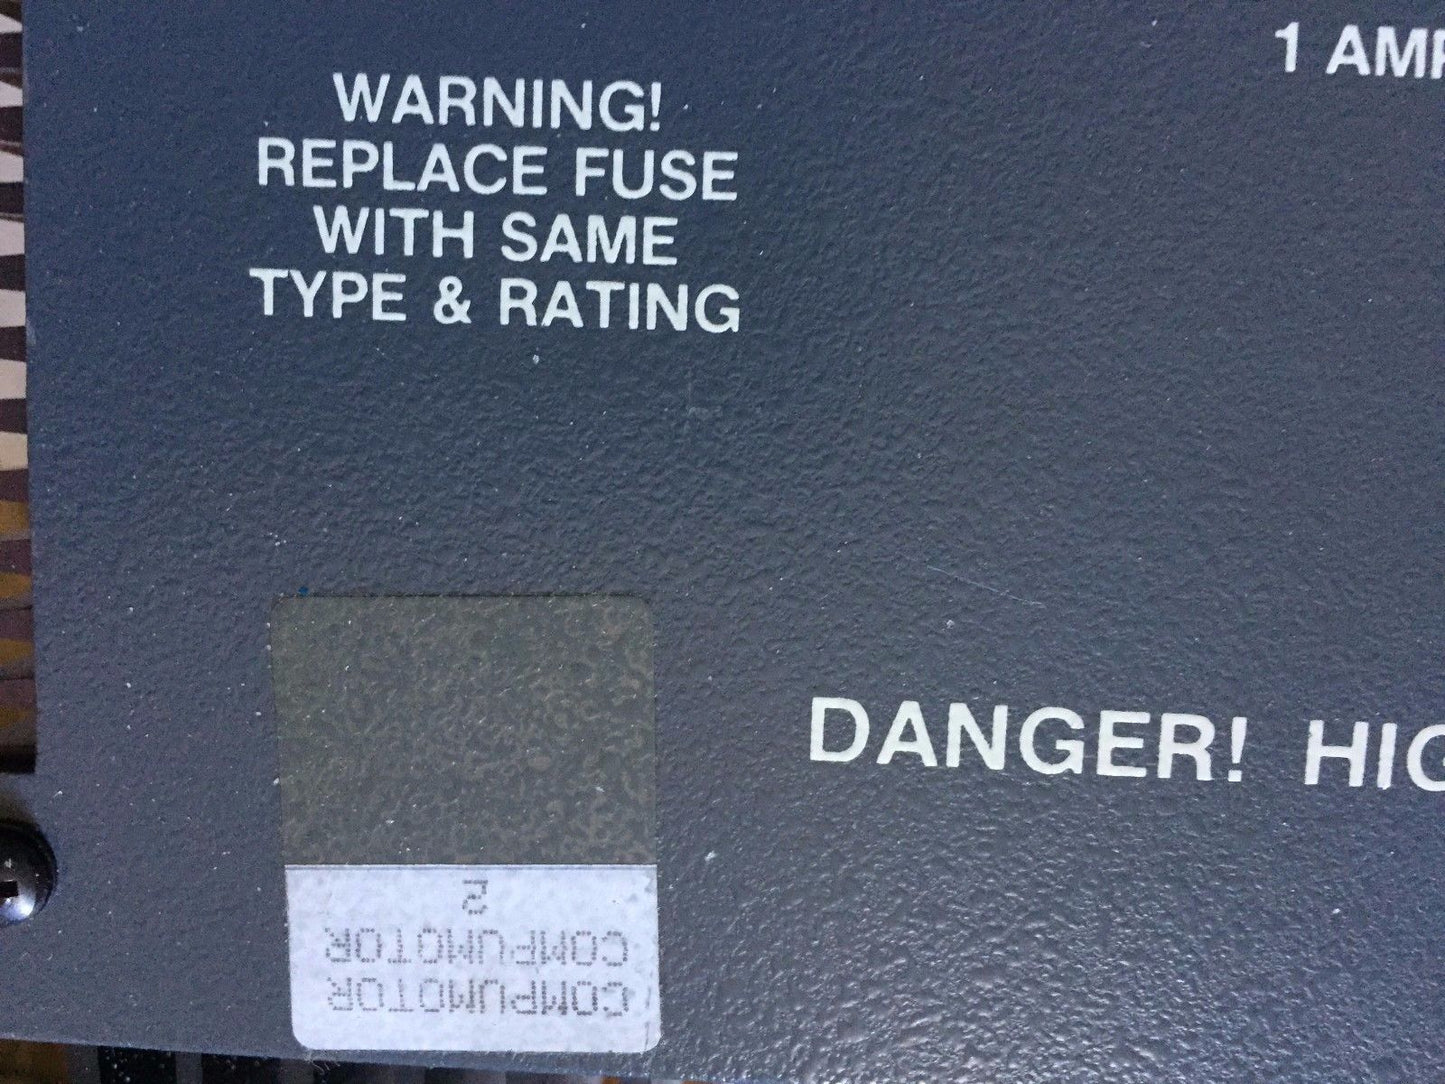 1 AMP
WARNING!
REPLACE FUSE
WITH SAME
TYPE & RATING
DANGER! HIG
COMPUMOTOR
COMPUMOTOR
2